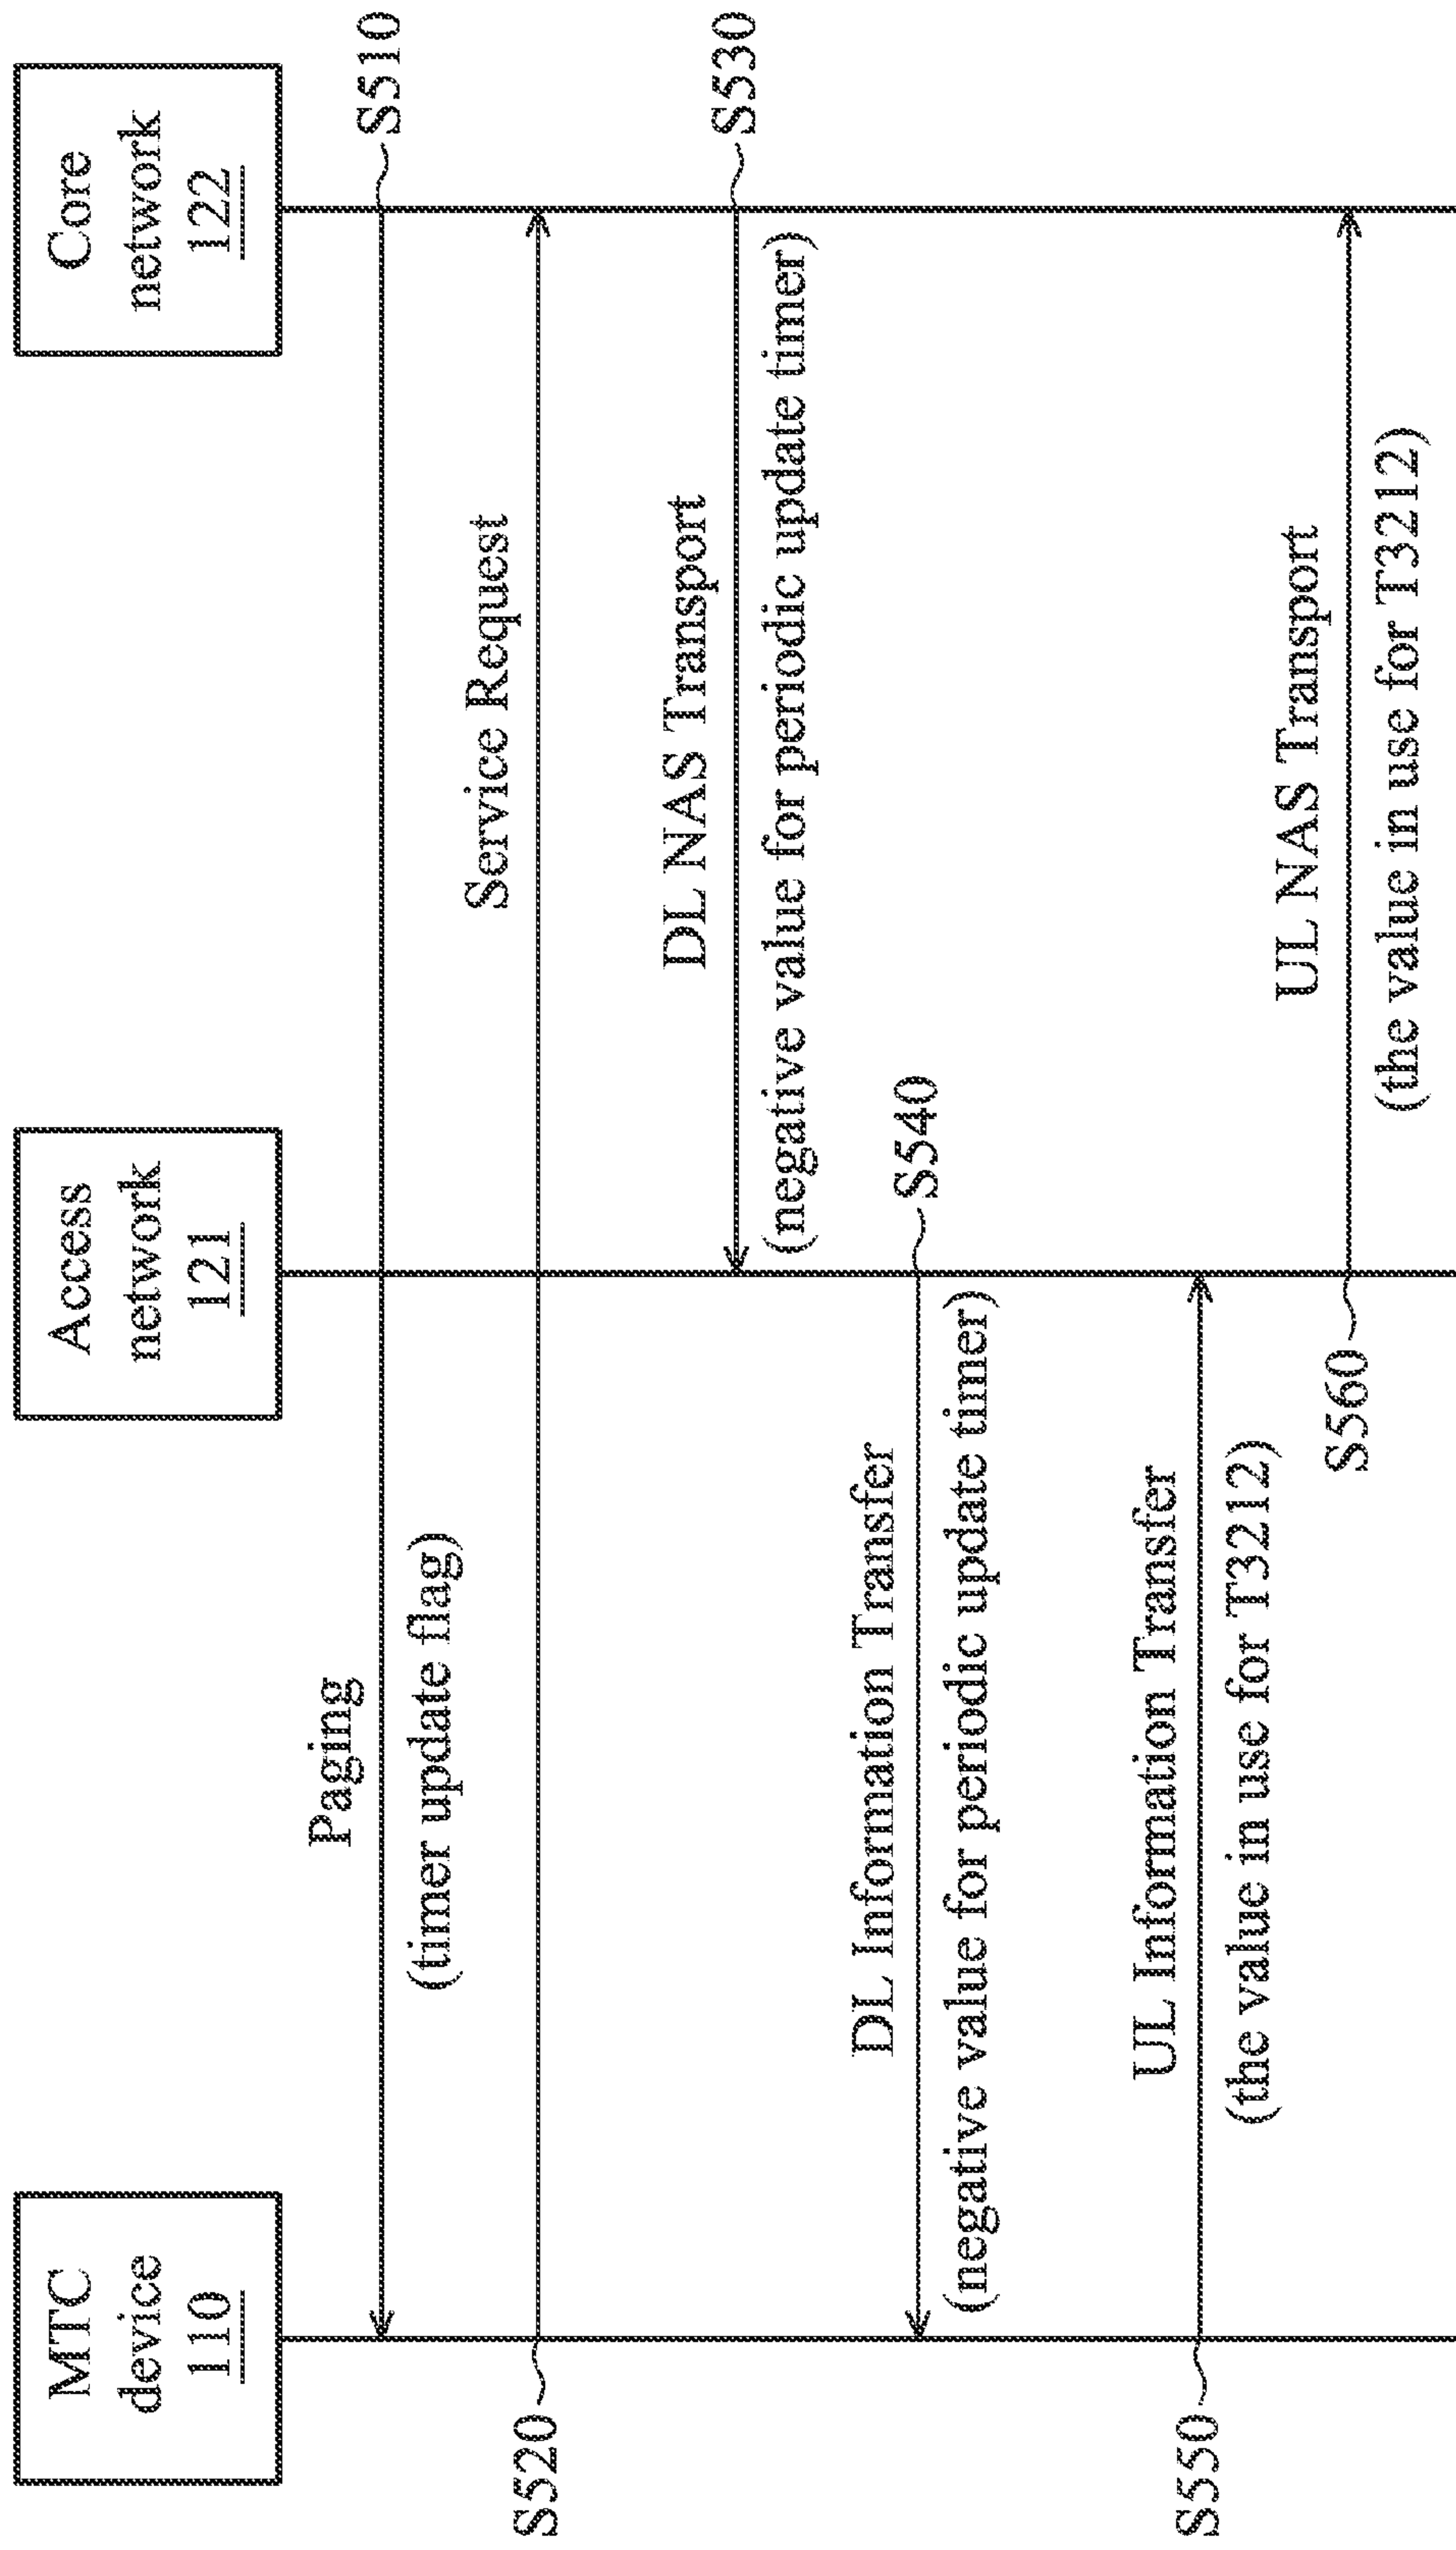 MTC
device
110
Access
network
121
Core
network
122
Paging
S510
(timer update flag)
Service Request
S520
DL NAS Transport
S530
(negative value for periodic update timer)
DL Information Transfer
S540
(negative value for periodic update timer)
UL Information Transfer
S550
(the value in use for T3212)
UL NAS Transport
S560
(the value in use for T3212)